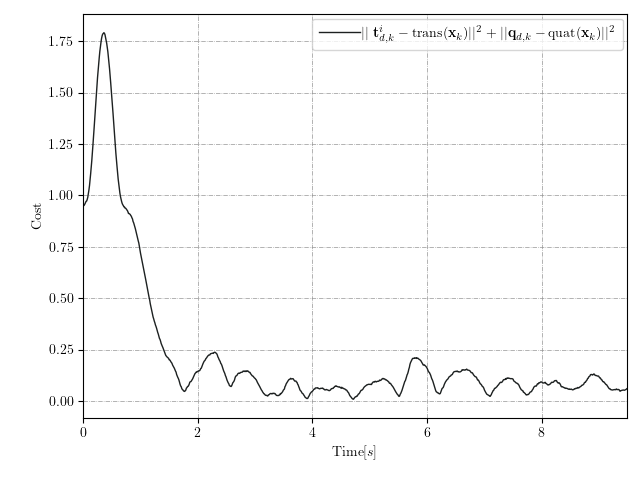 || t^i_{d,k} − trans(x_k)||² + ||q_{d,k} − quat(x_k)||²
1.75
1.50
1.25
1.00
0.75
0.50
0.25
0.00
Cost
0 2 4 6 8
Time[s]